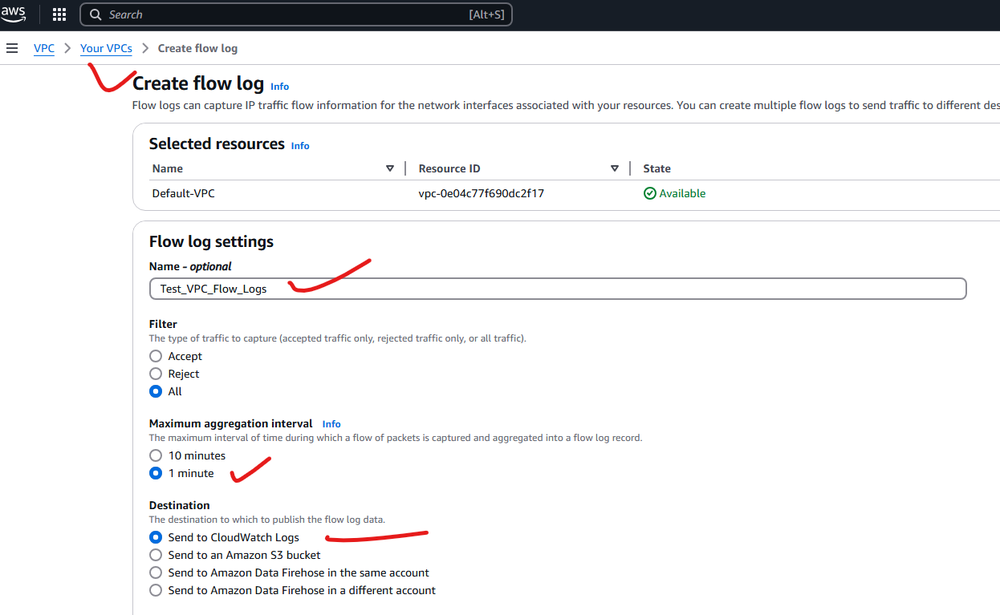 aws Search [Alt+S]
VPC > Your VPCs > Create flow log
Create flow log Info
Flow logs can capture IP traffic flow information for the network interfaces associated with your resources. You can create multiple flow logs to send traffic to different des
Selected resources Info
Name Resource ID State
Default-VPC vpc-0e04c77f690dc2f17 Available
Flow log settings
Name - optional
Test_VPC_Flow_Logs
Filter
The type of traffic to capture (accepted traffic only, rejected traffic only, or all traffic).
Accept
Reject
All
Maximum aggregation interval Info
The maximum interval of time during which a flow of packets is captured and aggregated into a flow log record.
10 minutes
1 minute
Destination
The destination to which to publish the flow log data.
Send to CloudWatch Logs
Send to an Amazon S3 bucket
Send to Amazon Data Firehose in the same account
Send to Amazon Data Firehose in a different account